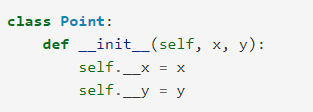 class Point:
    def __init__(self, x, y):
        self.__x = x
        self.__y = y